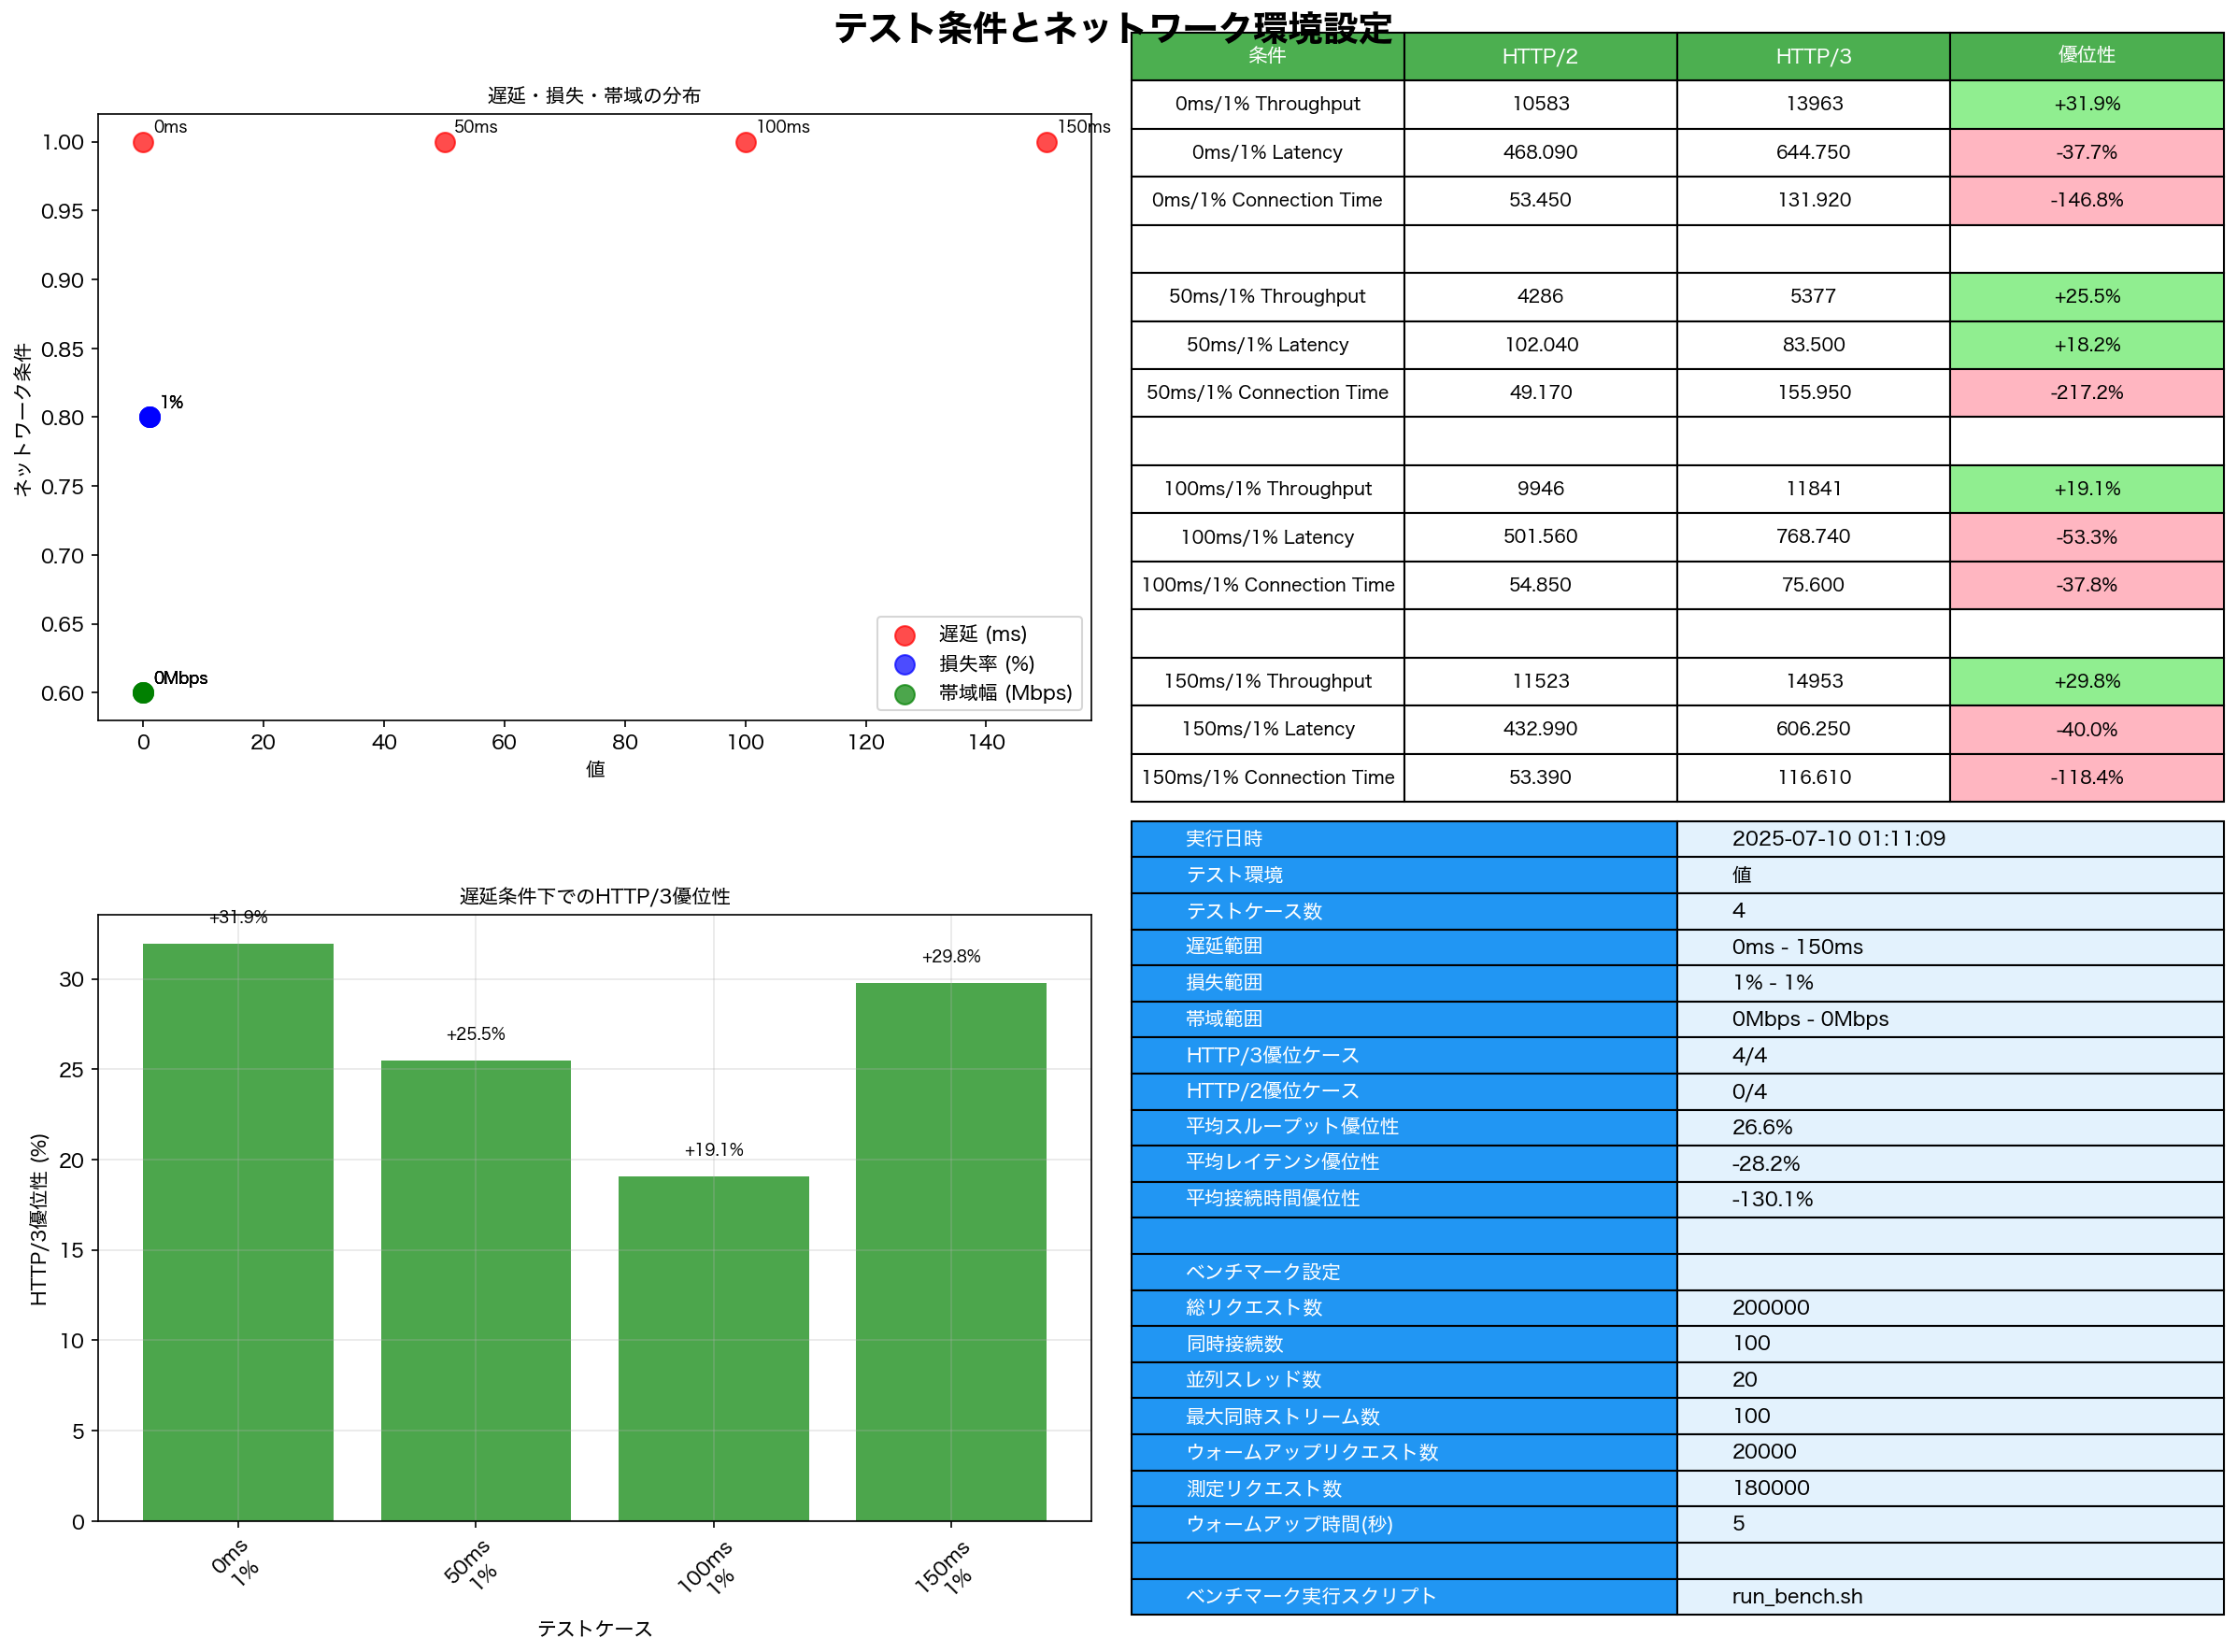 テスト条件とネットワーク環境設定
遅延・損失・帯域の分布
0ms 50ms 100ms 150ms
1%
0Mbps
1.00
0.95
0.90
0.85
0.80
0.75
0.70
0.65
0.60
ネットワーク条件
遅延 (ms)
損失率 (%)
帯域幅 (Mbps)
0 20 40 60 80 100 120 140
値
条件 HTTP/2 HTTP/3 優位性
0ms/1% Throughput 10583 13963 +31.9%
0ms/1% Latency 468.090 644.750 -37.7%
0ms/1% Connection Time 53.450 131.920 -146.8%
50ms/1% Throughput 4286 5377 +25.5%
50ms/1% Latency 102.040 83.500 +18.2%
50ms/1% Connection Time 49.170 155.950 -217.2%
100ms/1% Throughput 9946 11841 +19.1%
100ms/1% Latency 501.560 768.740 -53.3%
100ms/1% Connection Time 54.850 75.600 -37.8%
150ms/1% Throughput 11523 14953 +29.8%
150ms/1% Latency 432.990 606.250 -40.0%
150ms/1% Connection Time 53.390 116.610 -118.4%
遅延条件下でのHTTP/3優位性
+31.9%
+25.5%
+19.1%
+29.8%
30
25
20
15
10
5
0
HTTP/3優位性 (%)
0ms
1%
50ms
1%
100ms
1%
150ms
1%
テストケース
実行日時 2025-07-10 01:11:09
テスト環境 値
テストケース数 4
遅延範囲 0ms - 150ms
損失範囲 1% - 1%
帯域範囲 0Mbps - 0Mbps
HTTP/3優位ケース 4/4
HTTP/2優位ケース 0/4
平均スループット優位性 26.6%
平均レイテンシ優位性 -28.2%
平均接続時間優位性 -130.1%
ベンチマーク設定
総リクエスト数 200000
同時接続数 100
並列スレッド数 20
最大同時ストリーム数 100
ウォームアップリクエスト数 20000
測定リクエスト数 180000
ウォームアップ時間(秒) 5
ベンチマーク実行スクリプト run_bench.sh